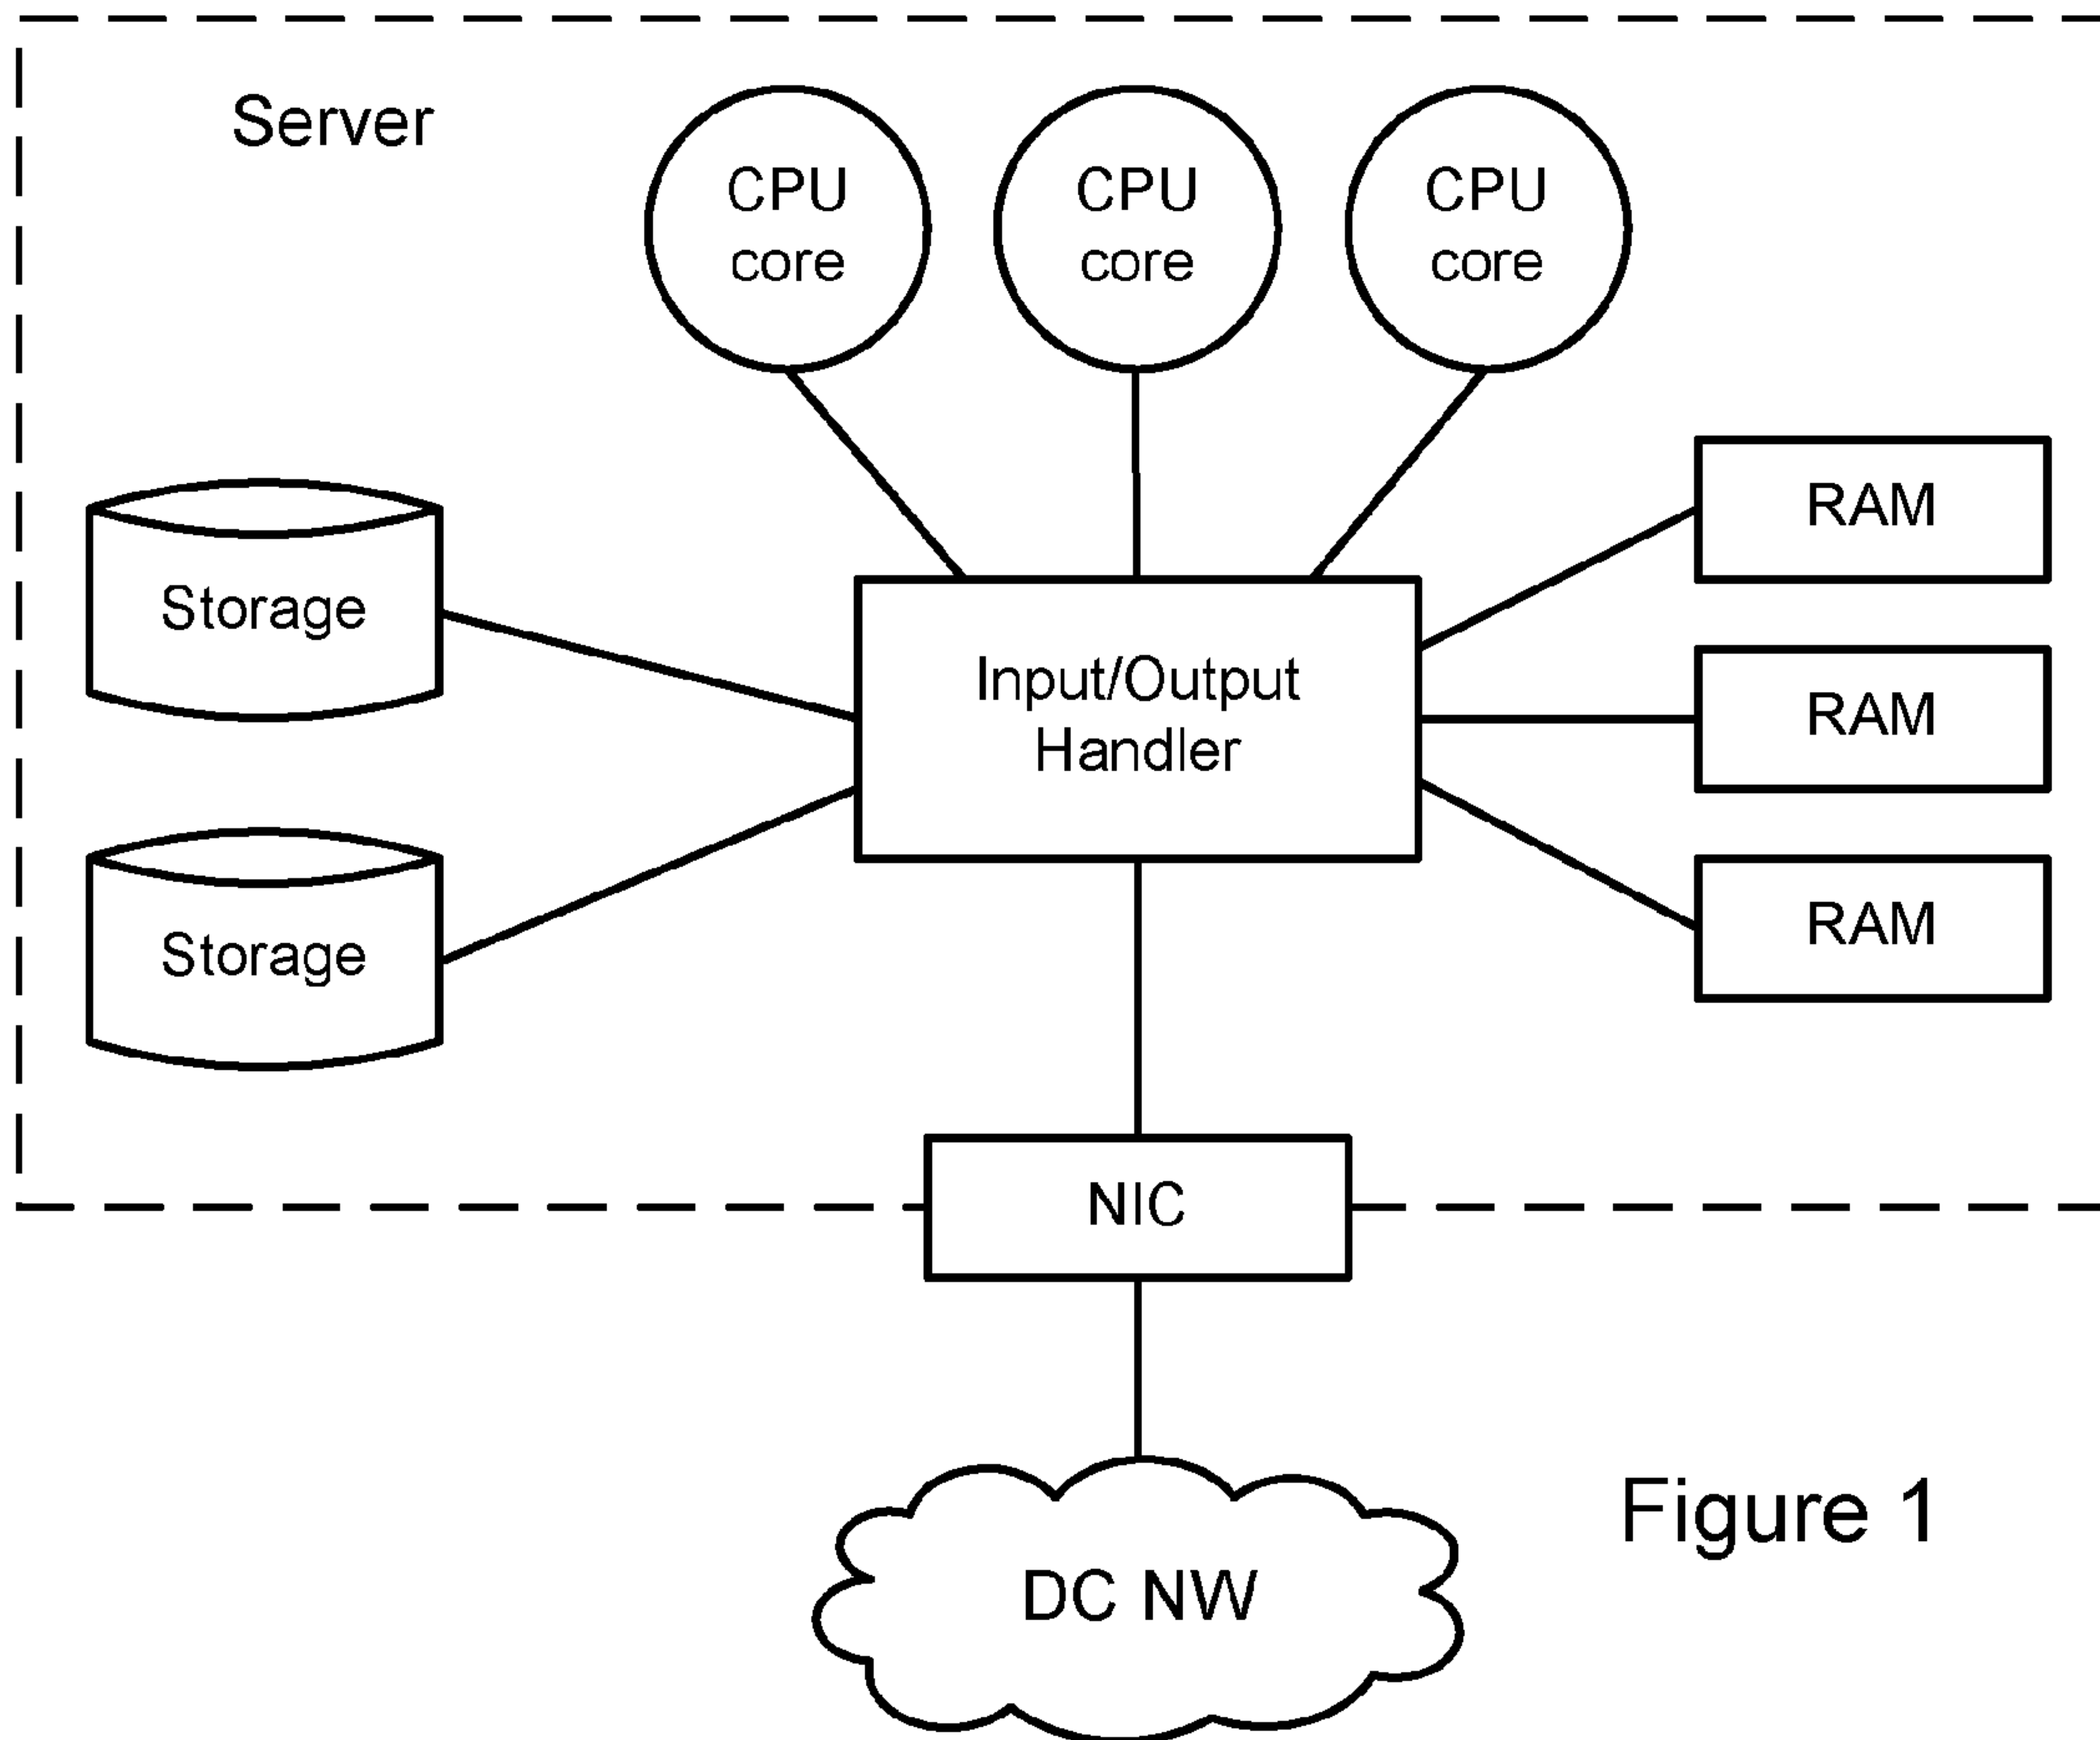 Server
CPU
core
CPU
core
CPU
core
RAM
Storage
Input/Output
Handler
RAM
Storage
RAM
NIC
Figure 1
DC NW